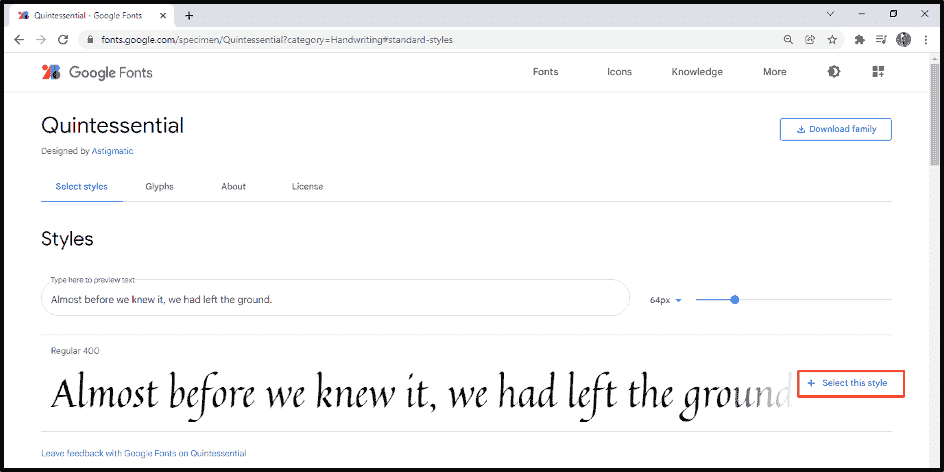 Quintessential - Google Fonts
fonts.google.com/specimen/Quintessential?category=Handwriting#standard-styles
Google Fonts Fonts Icons Knowledge More
Quintessential
Download family
Designed by Astigmatic
Select styles Glyphs About License
Styles
Type here to preview text
Almost before we knew it, we had left the ground.
64px
Regular 400
Almost before we knew it, we had left the ground
+ Select this style
Leave feedback with Google Fonts on Quintessential